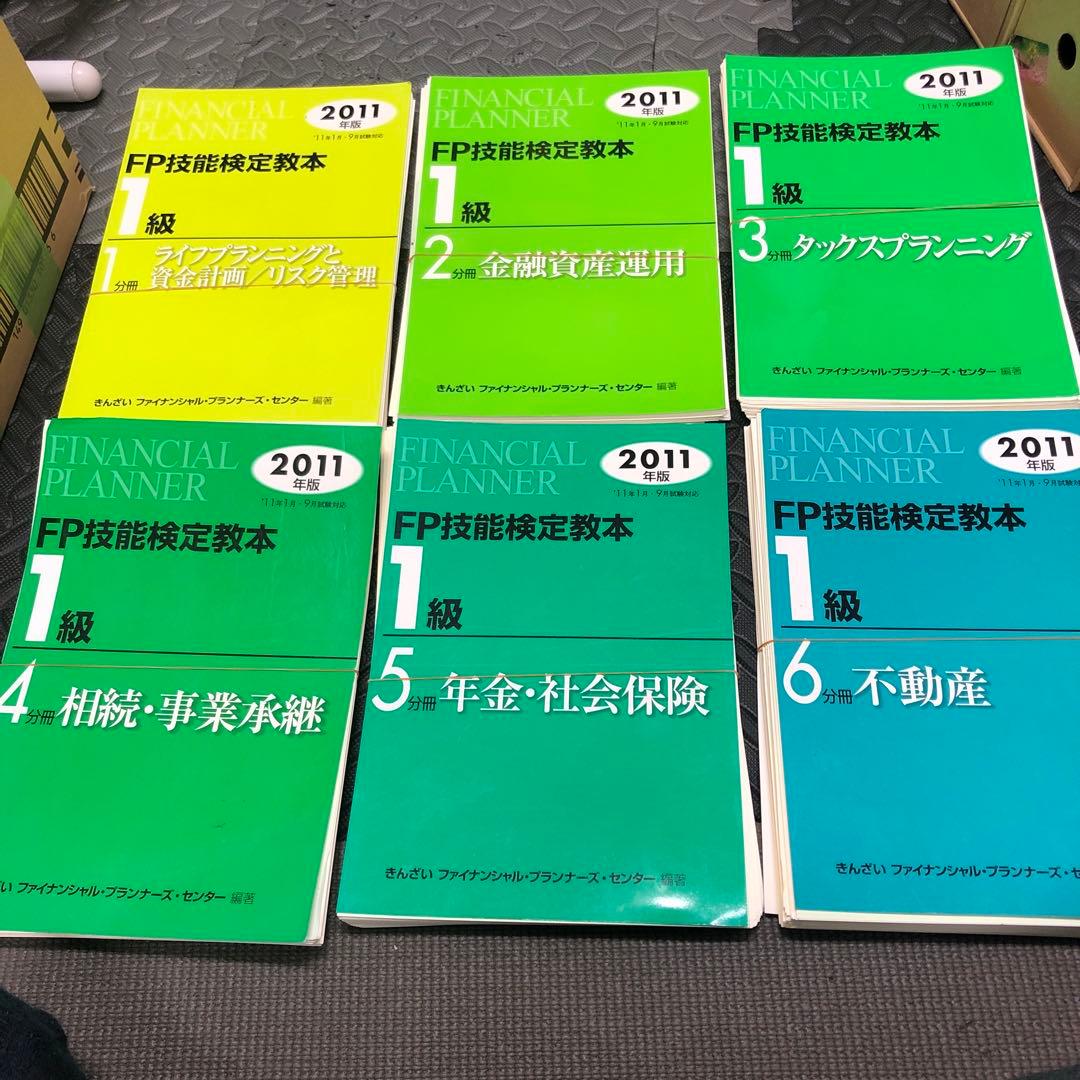 FINANCIAL
PLANNER
2011
年版
'11年1月-9月試験対応
FP技能検定教本
1級
1分冊
ライフプランニングと
資金計画/リスク管理
きんざい ファイナンシャル・プランナーズ・センター 編著
FINANCIAL
PLANNER
2011
年版
'11年1月-9月試験対応
FP技能検定教本
1級
2分冊 金融資産運用
きんざい ファイナンシャル・プランナーズ・センター 編著
FINANCIAL
PLANNER
2011
年版
'11年1月-9月試験対応
FP技能検定教本
1級
3分冊 タックスプランニング
きんざい ファイナンシャル・プランナーズ・センター 編著
FINANCIAL
PLANNER
2011
年版
'11年1月-9月試験対応
FP技能検定教本
1級
4分冊 相続・事業承継
ざい ファイナンシャル・プランナーズ・センター 編著
FINANCIAL
PLANNER
2011
年版
'11年1月-9月試験対応
FP技能検定教本
1級
5分冊 年金・社会保険
きんざい ファイナンシャル・プランナーズ・センター 編著
FINANCIAL
PLANNER
2011
年版
'11年1月-9月試験対
FP技能検定教本
1級
6分冊 不動産
きんざい ファイナンシャル・プランナーズ・セ
149